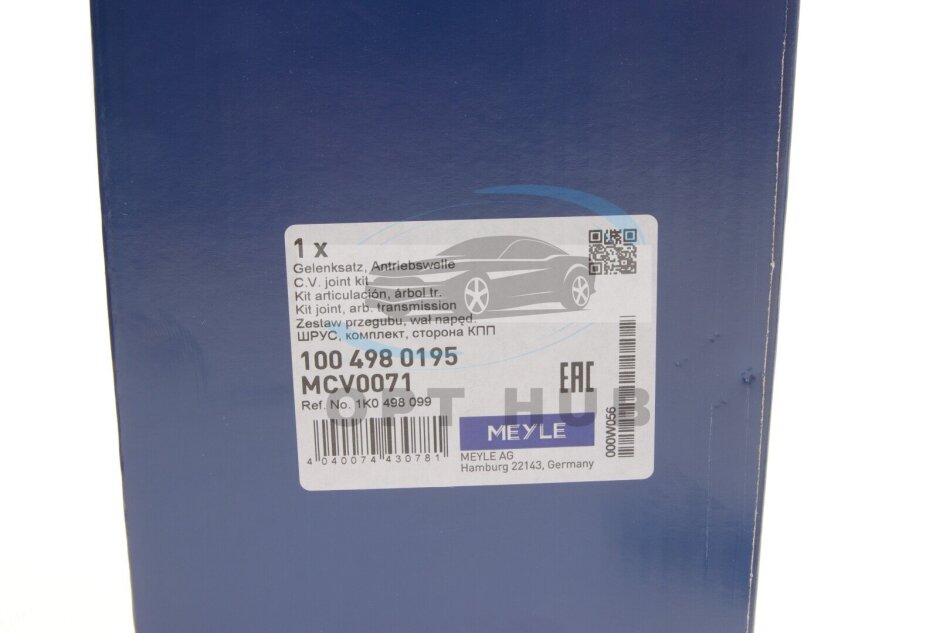 1 x
Gelenksatz, Antriebswelle
C.V. joint kit
Kit articulación, árbol tr.
Kit joint, arb. transmission
Zestaw przegubu, wał napęd.
ШРУС, комплект, сторона КПП
100 498 0195
MCV0071
Ref. No. 1K0 498 099
4 040074 430781
EAC
MEYLE
MEYLE AG
Hamburg 22143, Germany
000W056
OPT HUB